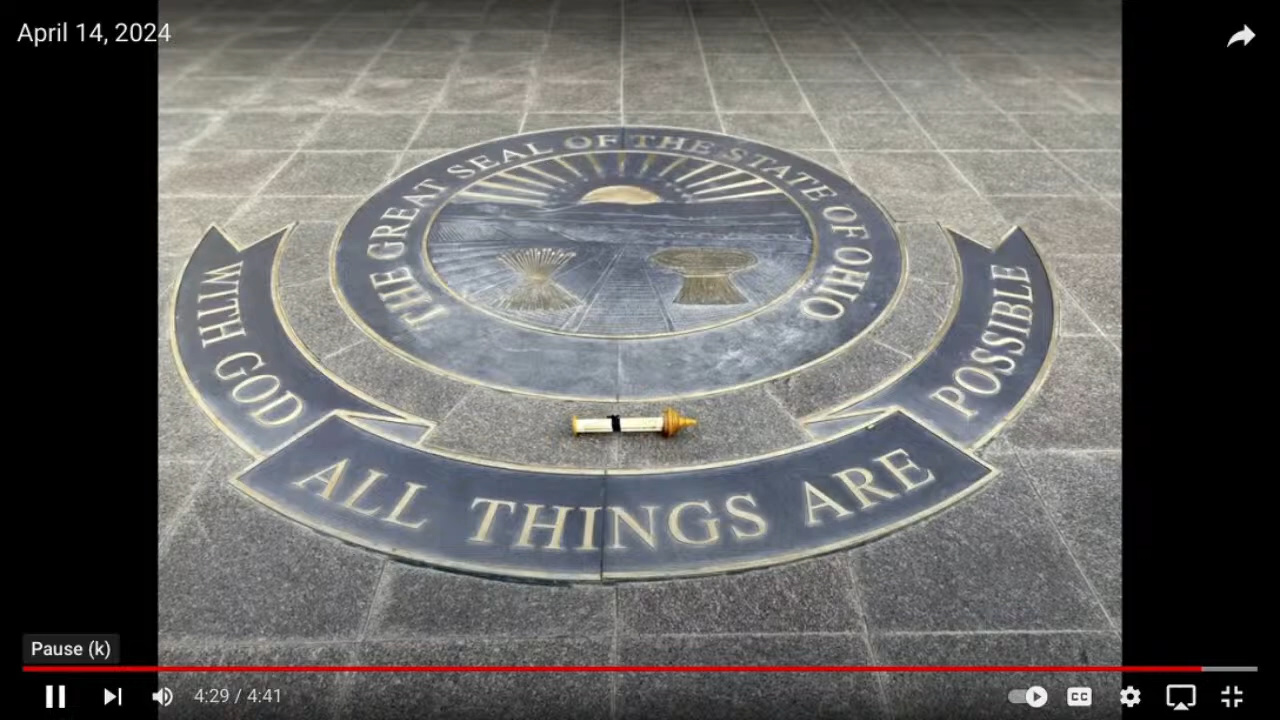 April 14, 2024
THE GREAT SEAL OF THE STATE OF OHIO
WITH GOD
ALL THINGS ARE
POSSIBLE
Pause (k)
4:29 / 4:41
CC